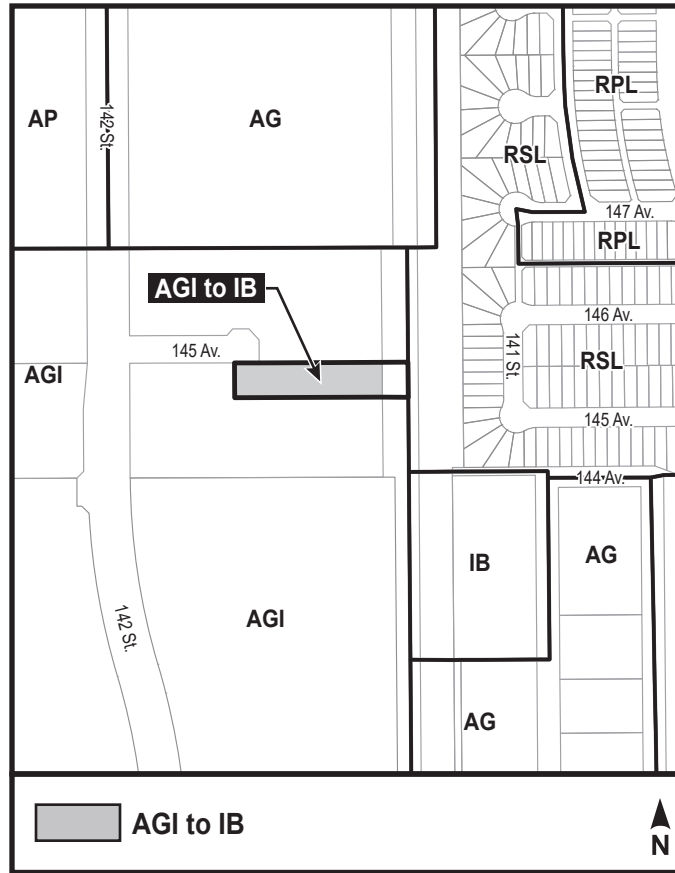 AP
142 St.
AG
RPL
RSL
147 Av.
RPL
AGI to IB
146 Av.
145 Av.
141 St.
RSL
AGI
145 Av.
144 Av.
IB
AG
142 St.
AGI
AG
AGI to IB
N